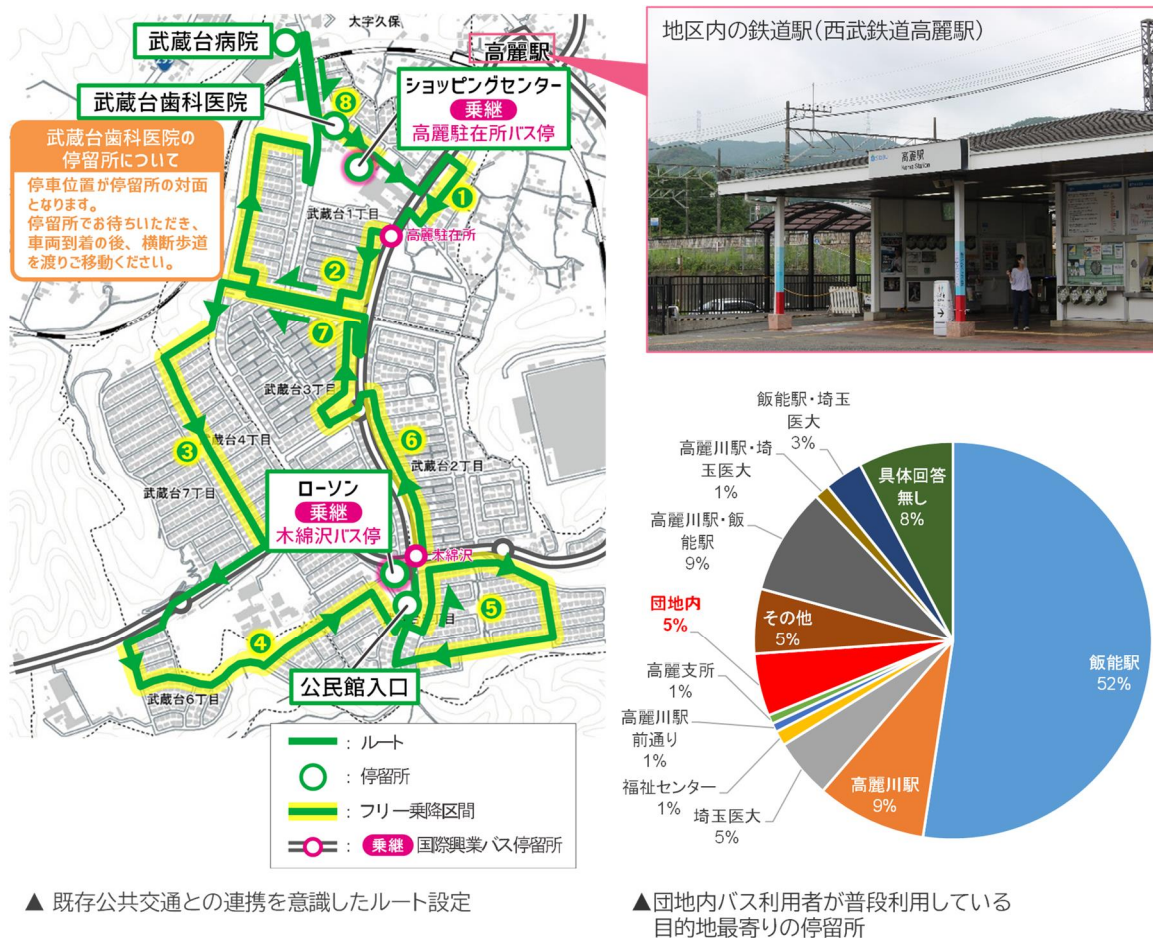 大字久保
武蔵台病院
高麗駅
武蔵台歯科医院
ショッピングセンター
乗継
高麗駐在所バス停
武蔵台歯科医院の
停留所について
停車位置が停留所の対面
となります。
停留所でお待ちいただき、
車両到着の後、横断歩道
を渡りご移動ください。
8
1
武蔵台1丁目
高麗駐在所
2
7
武蔵台3丁目
6
武蔵台4丁目
3
武蔵台2丁目
武蔵台7丁目
ローソン
乗継
木綿沢バス停
木綿沢
5
4
丁目
公民館入口
武蔵台6丁目
: ルート
: 停留所
: フリー乗降区間
: 乗継 国際興業バス停留所
▲ 既存公共交通との連携を意識したルート設定
地区内の鉄道駅(西武鉄道高麗駅)
高麗駅
Koma Station
飯能駅・埼玉
医大
3%
高麗川駅・埼
玉医大
1%
具体回答
無し
8%
高麗川駅・飯
能駅
9%
団地内
5%
その他
5%
飯能駅
52%
高麗支所
1%
高麗川駅
前通り
1%
福祉センター
1%
埼玉医大
5%
高麗川駅
9%
▲団地内バス利用者が普段利用している
目的地最寄りの停留所